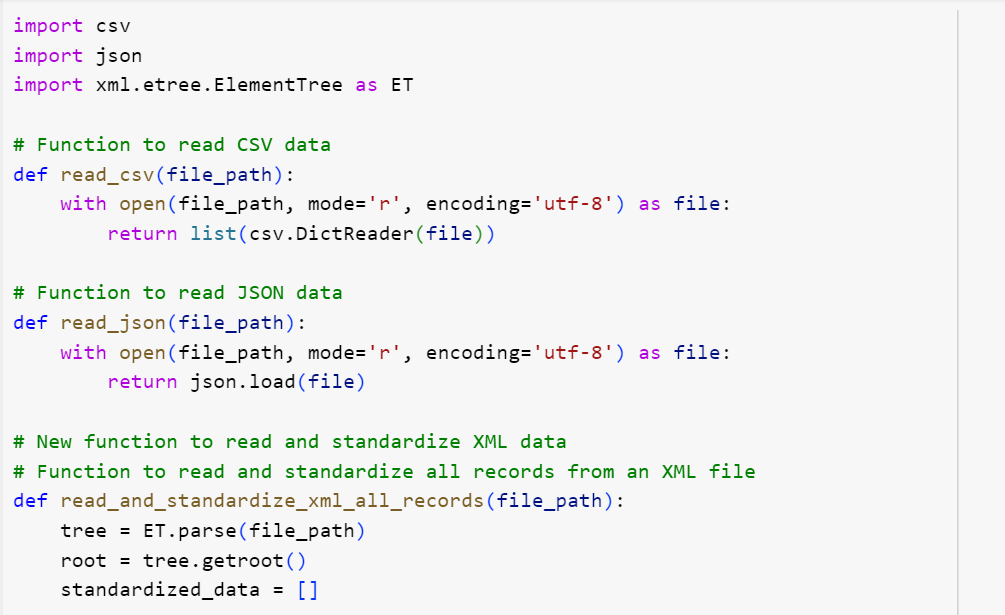 import csv
import json
import xml.etree.ElementTree as ET

# Function to read CSV data
def read_csv(file_path):
    with open(file_path, mode='r', encoding='utf-8') as file:
        return list(csv.DictReader(file))

# Function to read JSON data
def read_json(file_path):
    with open(file_path, mode='r', encoding='utf-8') as file:
        return json.load(file)

# New function to read and standardize XML data
# Function to read and standardize all records from an XML file
def read_and_standardize_xml_all_records(file_path):
    tree = ET.parse(file_path)
    root = tree.getroot()
    standardized_data = []